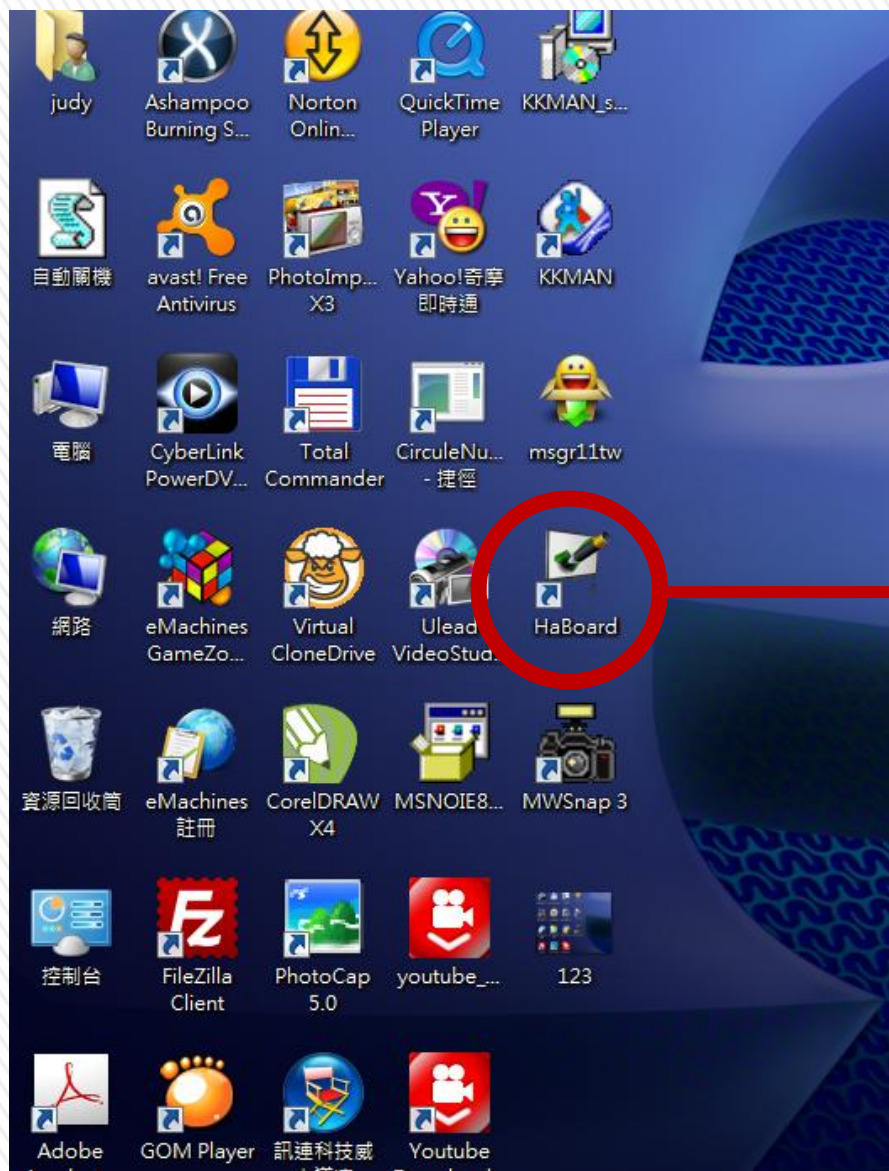 judy
Ashampoo
Burning S...
Norton
Onlin...
QuickTime
Player
KKMAN_s...
自動關機
avast! Free
Antivirus
PhotoImp...
X3
Yahoo!奇摩
即時通
KKMAN
電腦
CyberLink
PowerDV...
Total
Commander
CirculeNu...
- 捷徑
msgr11tw
網路
eMachines
GameZo...
Virtual
CloneDrive
Ulead
VideoStud..
HaBoard
資源回收筒
eMachines
註冊
CorelDRAW
X4
MSNOIE8...
MWSnap 3
控制台
FileZilla
Client
PhotoCap
5.0
youtube_...
123
Adobe
GOM Player
訊連科技威
Youtube